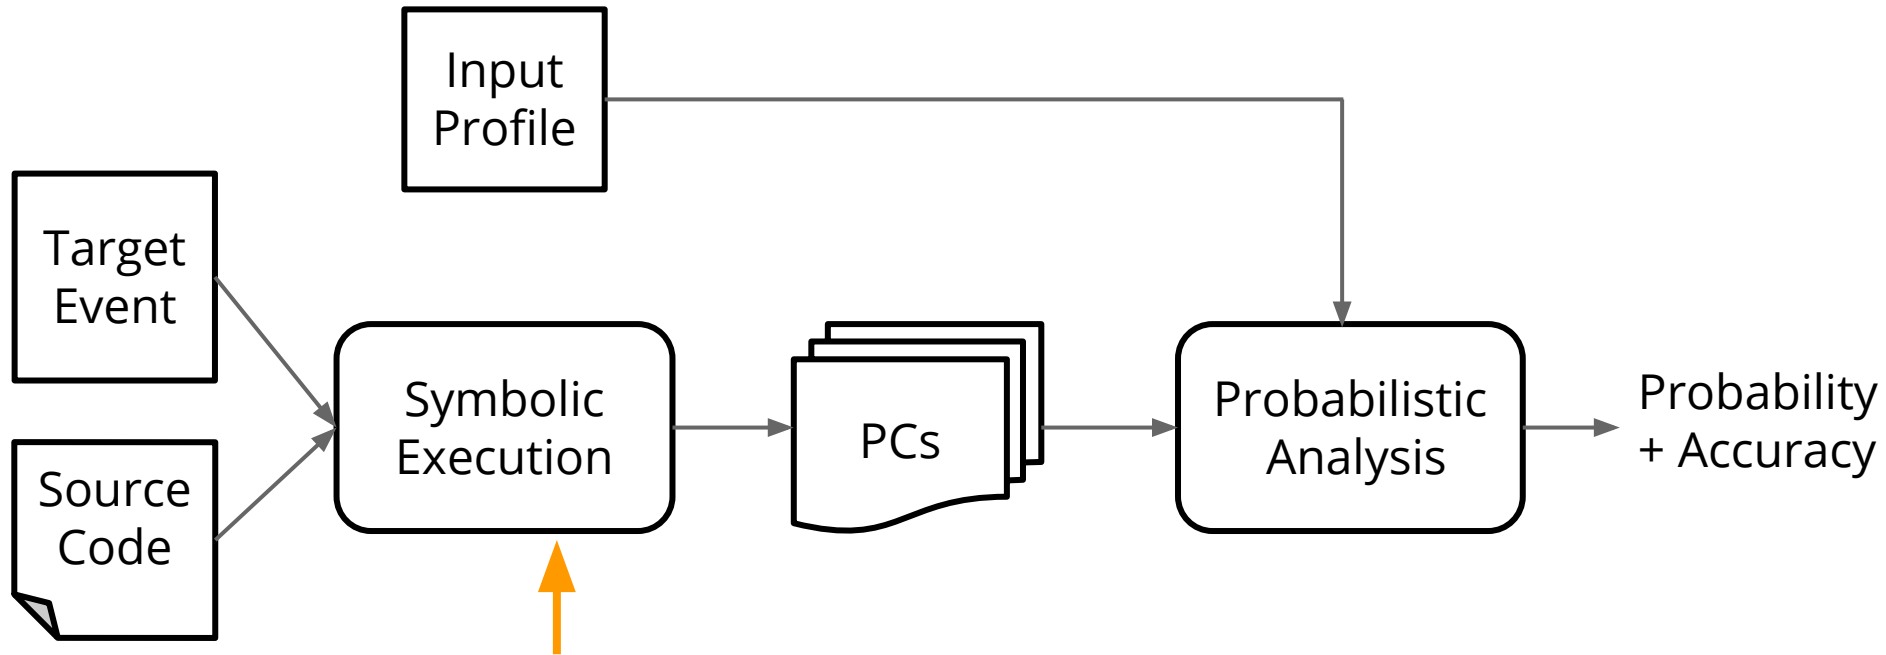 Input
Profile
Target
Event
Source
Code
Symbolic
Execution
PCs
Probabilistic
Analysis
Probability
+ Accuracy